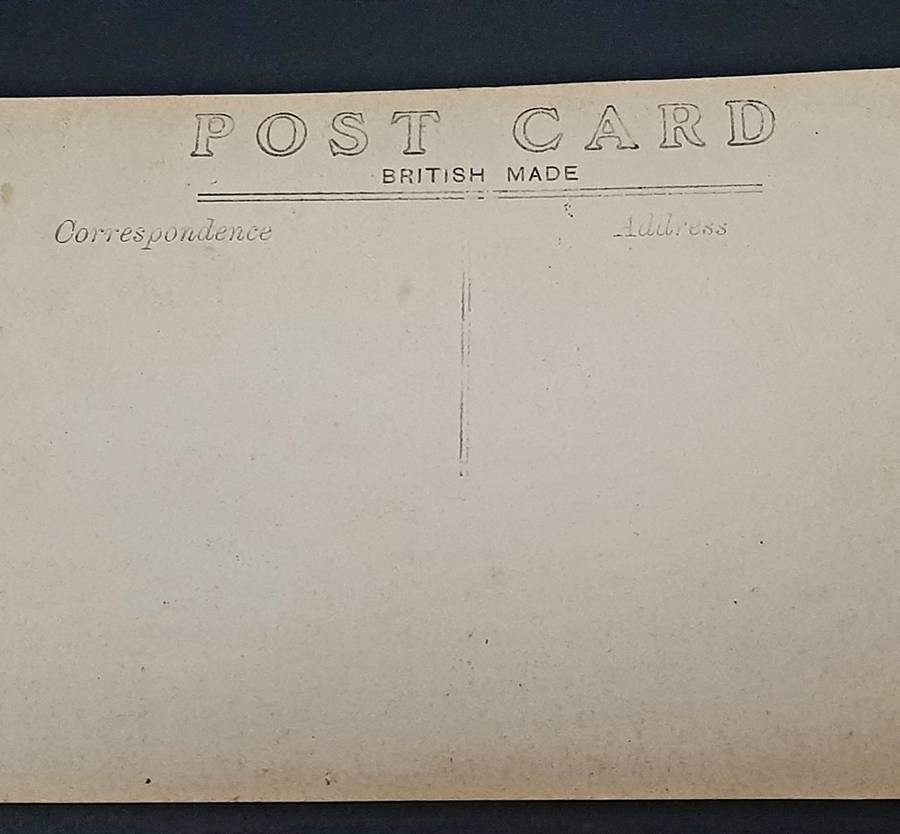 POST CARD
BRITISH MADE
Correspondence
Address